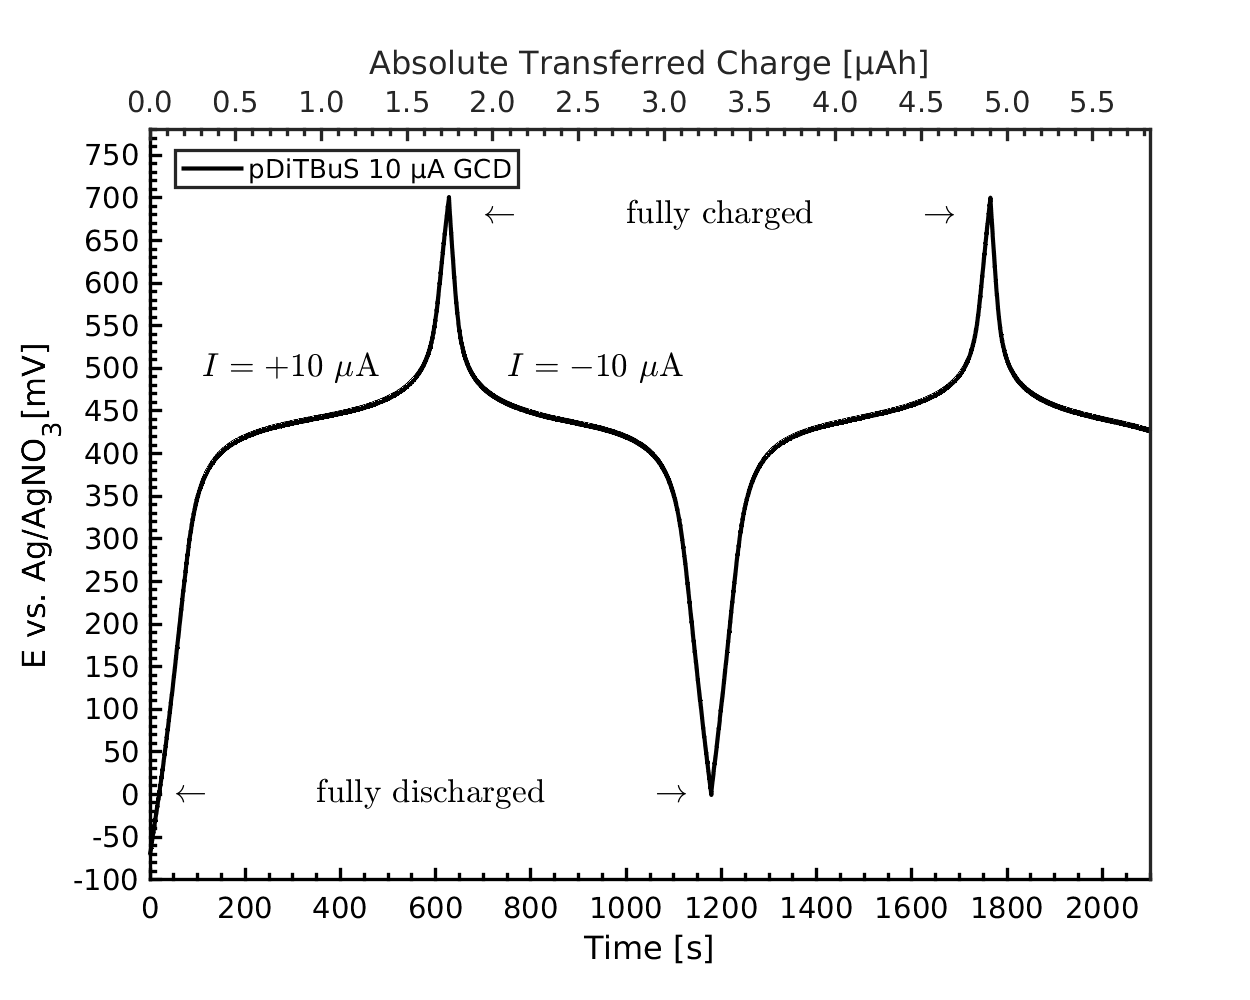 Absolute Transferred Charge [µAh]
0.0 0.5 1.0 1.5 2.0 2.5 3.0 3.5 4.0 4.5 5.0 5.5
pDiTBuS 10 µA GCD
750
700
650
600
550
500
450
400
350
300
250
200
150
100
50
0
-50
-100
E vs. Ag/AgNO3[mV]
← fully charged →
I = +10 µA I = −10 µA
← fully discharged →
0 200 400 600 800 1000 1200 1400 1600 1800 2000
Time [s]